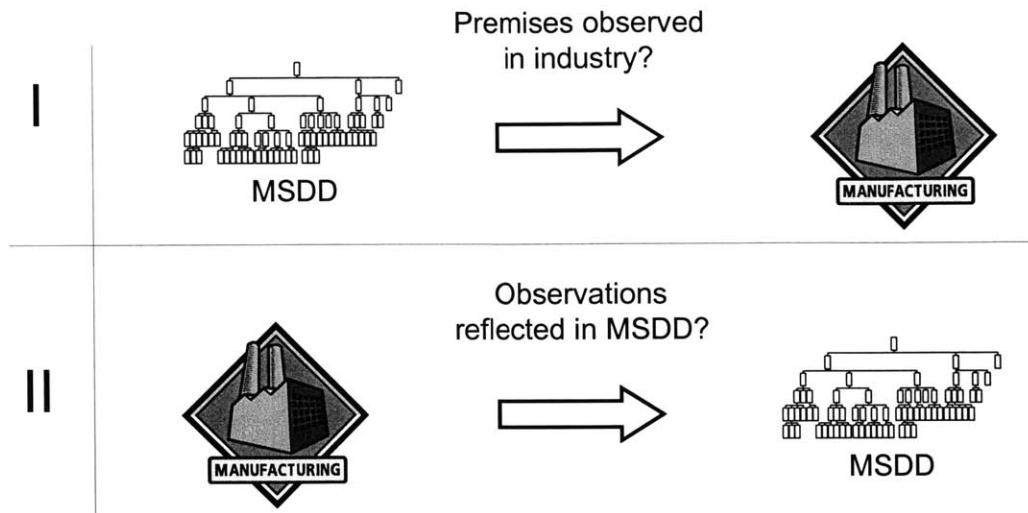 Premises observed
in industry?
I
MSDD
MANUFACTURING
Observations
reflected in MSDD?
II
MANUFACTURING
MSDD